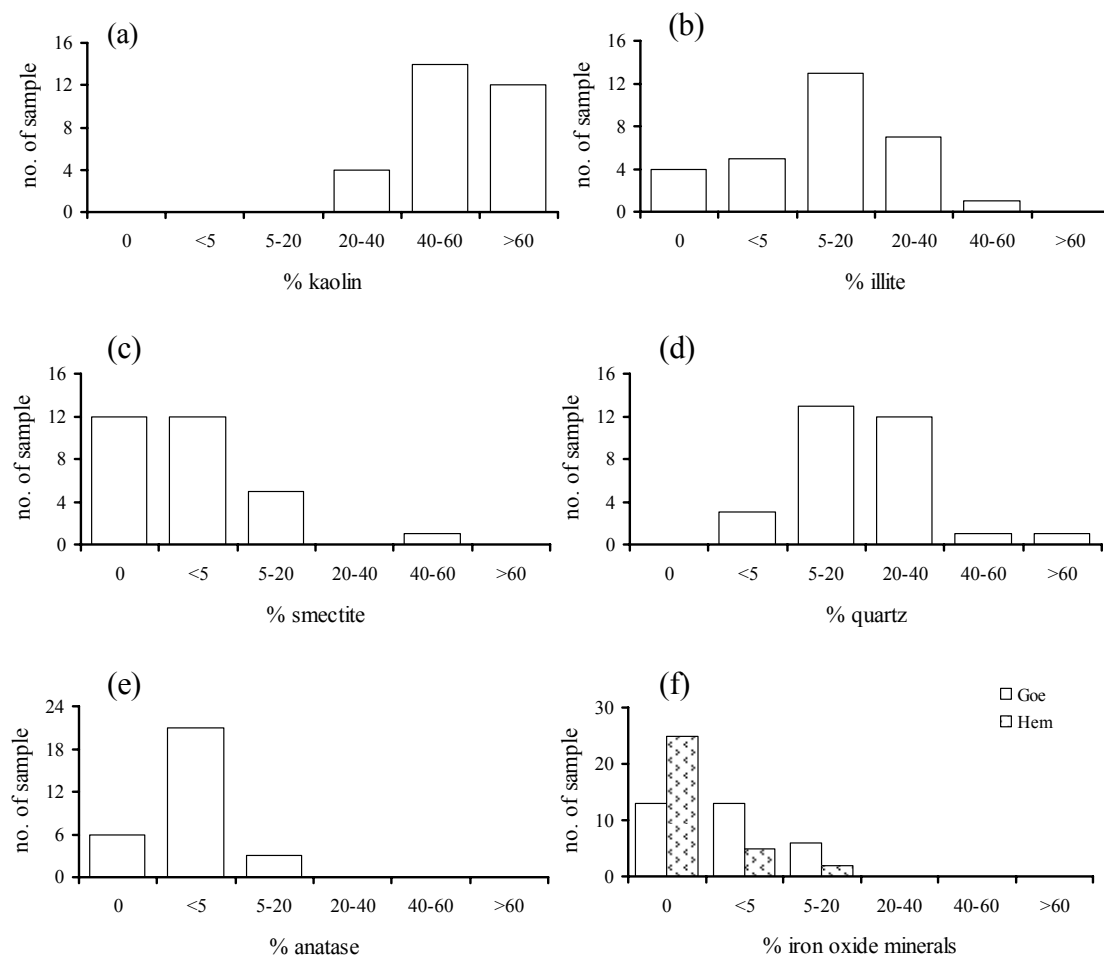 (a)
no. of sample
16
12
8
4
0
0 <5 5-20 20-40 40-60 >60
% kaolin
(b)
no. of sample
16
12
8
4
0
0 <5 5-20 20-40 40-60 >60
% illite
(c)
no. of sample
16
12
8
4
0
0 <5 5-20 20-40 40-60 >60
% smectite
(d)
no. of sample
16
12
8
4
0
0 <5 5-20 20-40 40-60 >60
% quartz
(e)
no. of sample
24
18
12
6
0
0 <5 5-20 20-40 40-60 >60
% anatase
(f)
Goe
Hem
no. of sample
30
20
10
0
0 <5 5-20 20-40 40-60 >60
% iron oxide minerals